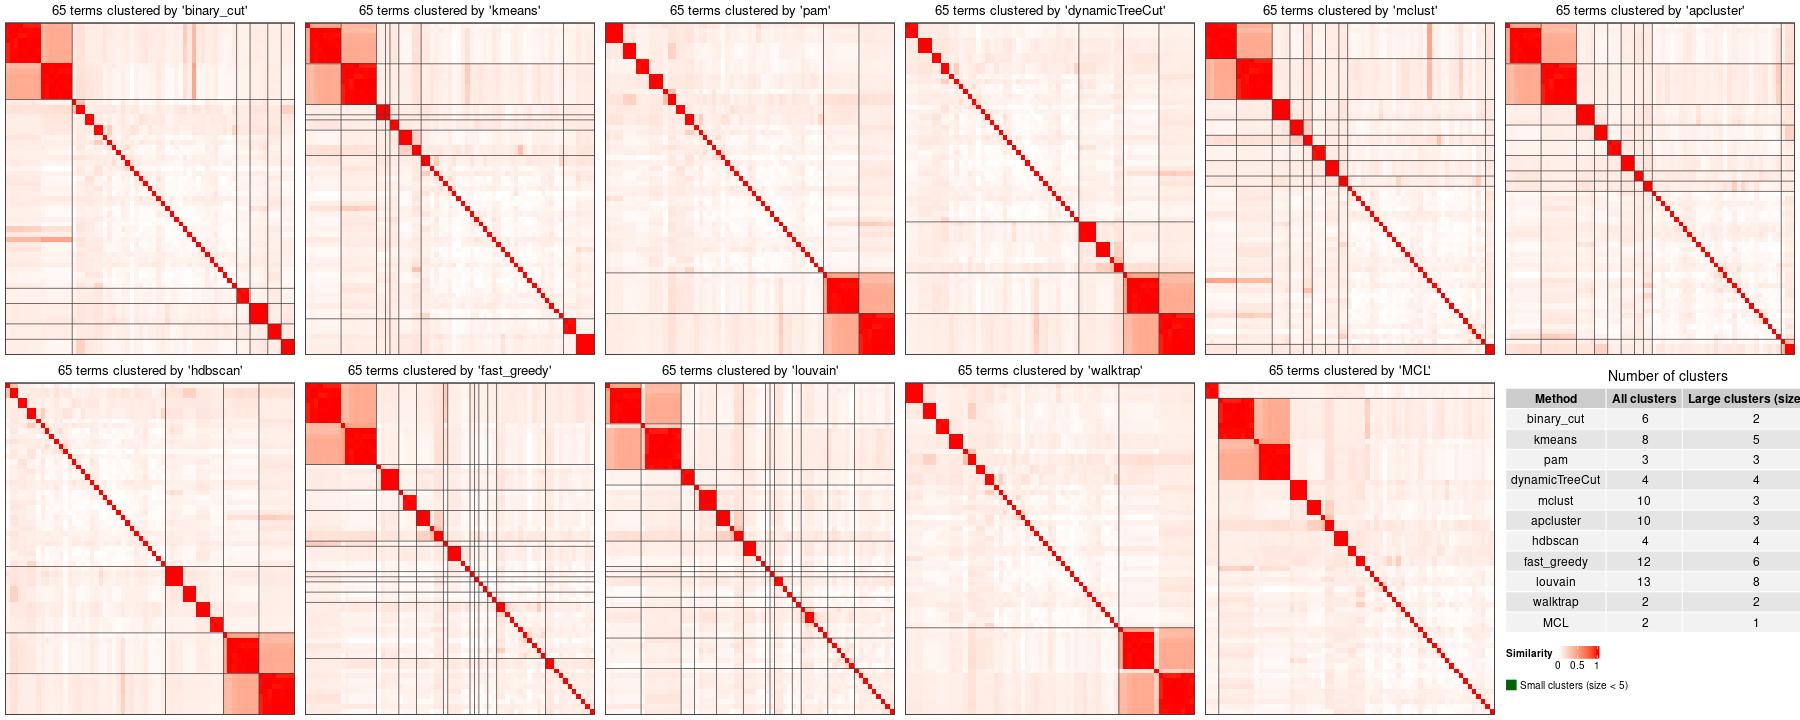 65 terms clustered by 'binary_cut'
65 terms clustered by 'kmeans'
65 terms clustered by 'pam'
65 terms clustered by 'dynamicTreeCut'
65 terms clustered by 'mclust'
65 terms clustered by 'apcluster'
65 terms clustered by 'hdbscan'
65 terms clustered by 'fast_greedy'
65 terms clustered by 'louvain'
65 terms clustered by 'walktrap'
65 terms clustered by 'MCL'
Number of clusters
Method All clusters Large clusters (size
binary_cut 6 2
kmeans 8 5
pam 3 3
dynamicTreeCut 4 4
mclust 10 3
apcluster 10 3
hdbscan 4 4
fast_greedy 12 6
louvain 13 8
walktrap 2 2
MCL 2 1
Similarity
0 0.5 1
Small clusters (size < 5)